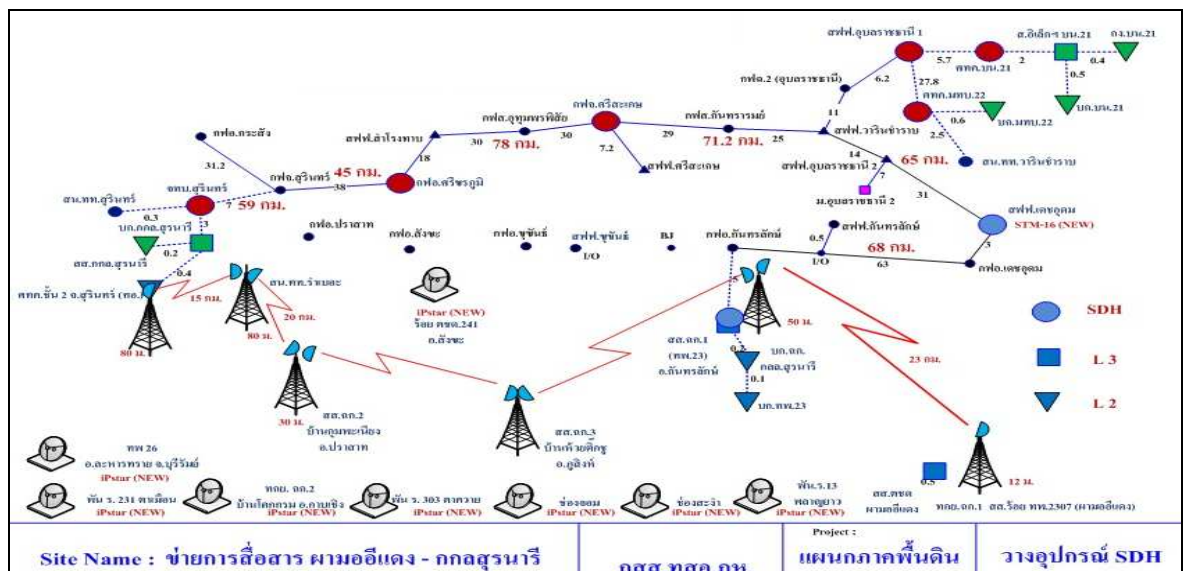 สฟฟ.อุบลราชธานี 1
ส.อิเล็กฯ บน.21
กง.บน.21
5.7
2
0.4
ศทค.บน.21
0.5
บก.บน.21
6.2
27.8
กฟอ.2 (อุบลราชธานี)
ศทค.มทบ.22
0.6
บก.มทบ.22
2.5
สน.ทท.วารินชำราบ
กฟอ.ศรีสะเกษ
กฟส.อุทุมพรพิสัย
กฟส.กันทรารมย์
11
สฟฟ.วารินชำราบ
กฟอ.กระสัง
สฟฟ.สำโรงทาบ
30
78 กม.
30
29
71.2 กม.
25
7.2
สฟฟ.ศรีสะเกษ
14
65 กม.
สฟฟ.อุบลราชธานี 2
7
ม.อุบลราชธานี 2
31
31.2
18
กฟจ.สุรินทร์
45 กม.
38
กฟอ.ศีขรภูมิ
จทบ.สุรินทร์
สน.ทท.สุรินทร์
0.3
7
59 กม.
3
บก.กกล.สุรนารี
0.2
สส.กกล.สุรนารี
0.4
กฟอ.ปราสาท
กฟอ.สังขะ
กฟอ.ขุขันธ์
สฟฟ.ขุขันธ์
I/O
BJ
กฟอ.กันทรลักษ์
สฟฟ.กันทรลักษ์
0.5
I/O
68 กม.
63
สฟฟ.เดชอุดม
STM-16 (NEW)
3
กฟอ.เดชอุดม
ศทค.ชั้น 2 จ.สุรินทร์
15 กม.
สน.ทท.รำเบอะ
20 กม.
80 ม.
80 ม.
iPstar (NEW)
ร้อย ตชด.241
อ.สังขะ
5
50 ม.
สส.จก.1
(ทพ.23)
อ.กันทรลักษ์
บก.จก.
กกล.สุรนารี
0.1
บก.ทพ.23
23 กม.
SDH
L 3
L 2
30 ม.
สส.จก.2
บ้านกูมพะเนียง
อ.ปราสาท
สส.จก.3
บ้านห้วยติ๊กชู
อ.ภูสิงห์
ทพ 26
อ.ละหารทราย จ.บุรีรัมย์
iPstar (NEW)
พัน ร. 231 ตาเมือน
iPstar (NEW)
ทกย. จก.2
บ้านโคกกรม อ.กาบเชิง
iPstar (NEW)
พัน ร. 303 ตาควาย
iPstar (NEW)
ช่องจอม
iPstar (NEW)
ช่องสะงำ
iPstar (NEW)
พัน.ร.13
พลาญยาว
iPstar (NEW)
0.5
สส.ตชด
ผามออีแดง
12 ม.
ทกย.จก.1 สส.ร้อย ทพ.2307 (ผามออีแดง)
Site Name : ข่ายการสื่อสาร ผามออีแดง - กกลสุรนารี
กสส.ทสอ.กห
Project :
แผนกภาคพื้นดิน
วางอุปกรณ์ SDH